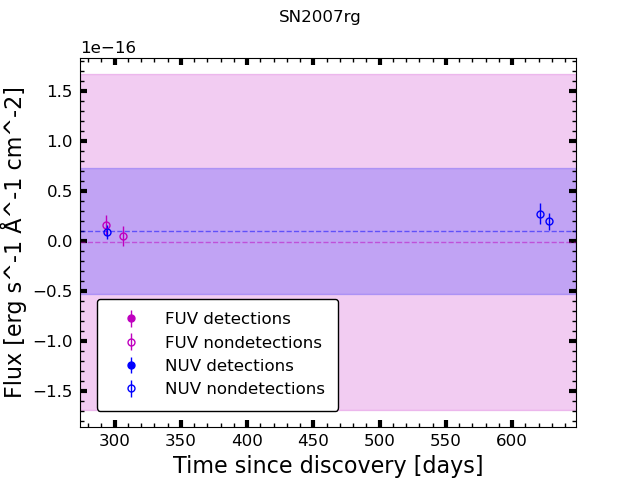 SN2007rg
1e−16
1.5
1.0
0.5
0.0
−0.5
−1.0
−1.5
Flux [erg s^-1 Å^-1 cm^-2]
FUV detections
FUV nondetections
NUV detections
NUV nondetections
300 350 400 450 500 550 600
Time since discovery [days]